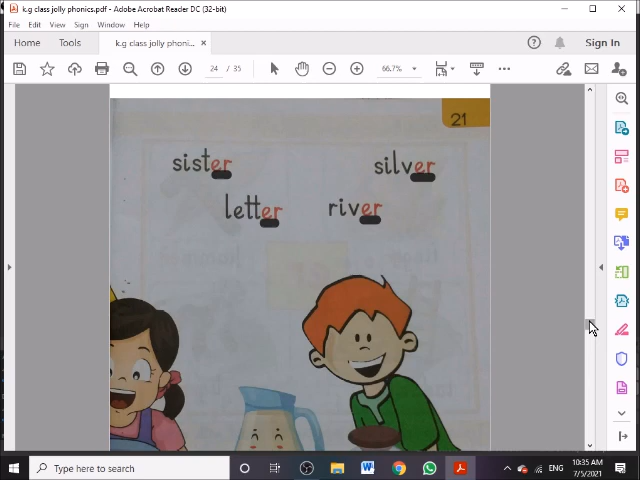 k.g class jolly phonics.pdf - Adobe Acrobat Reader DC (32-bit)
File Edit View Sign Window Help
Home Tools k.g class jolly phoni... × Sign In
24 / 35 66.7%
21
sister silver
letter river
Type here to search
ENG
10:35 AM
7/5/2021